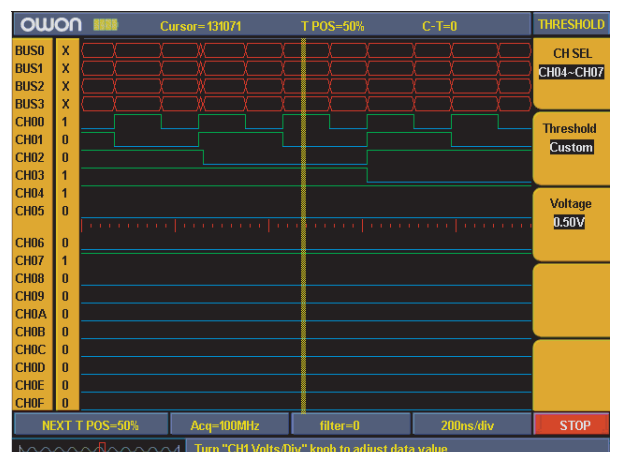 owon Cursor=131071 T POS=50% C-T=0 THRESHOLD
BUS0 X
BUS1 X
BUS2 X
BUS3 X
CH00 1
CH01 0
CH02 0
CH03 1
CH04 1
CH05 0
CH06 0
CH07 1
CH08 0
CH09 0
CH0A 0
CH0B 0
CH0C 0
CH0D 0
CH0E 0
CH0F 0
CH SEL
CH04~CH07
Threshold
Custom
Voltage
0.50V
NEXT T POS=50% Acq=100MHz filter=0 200ns/div STOP
Turn "CH1 Volts/Div" knob to adjust data value